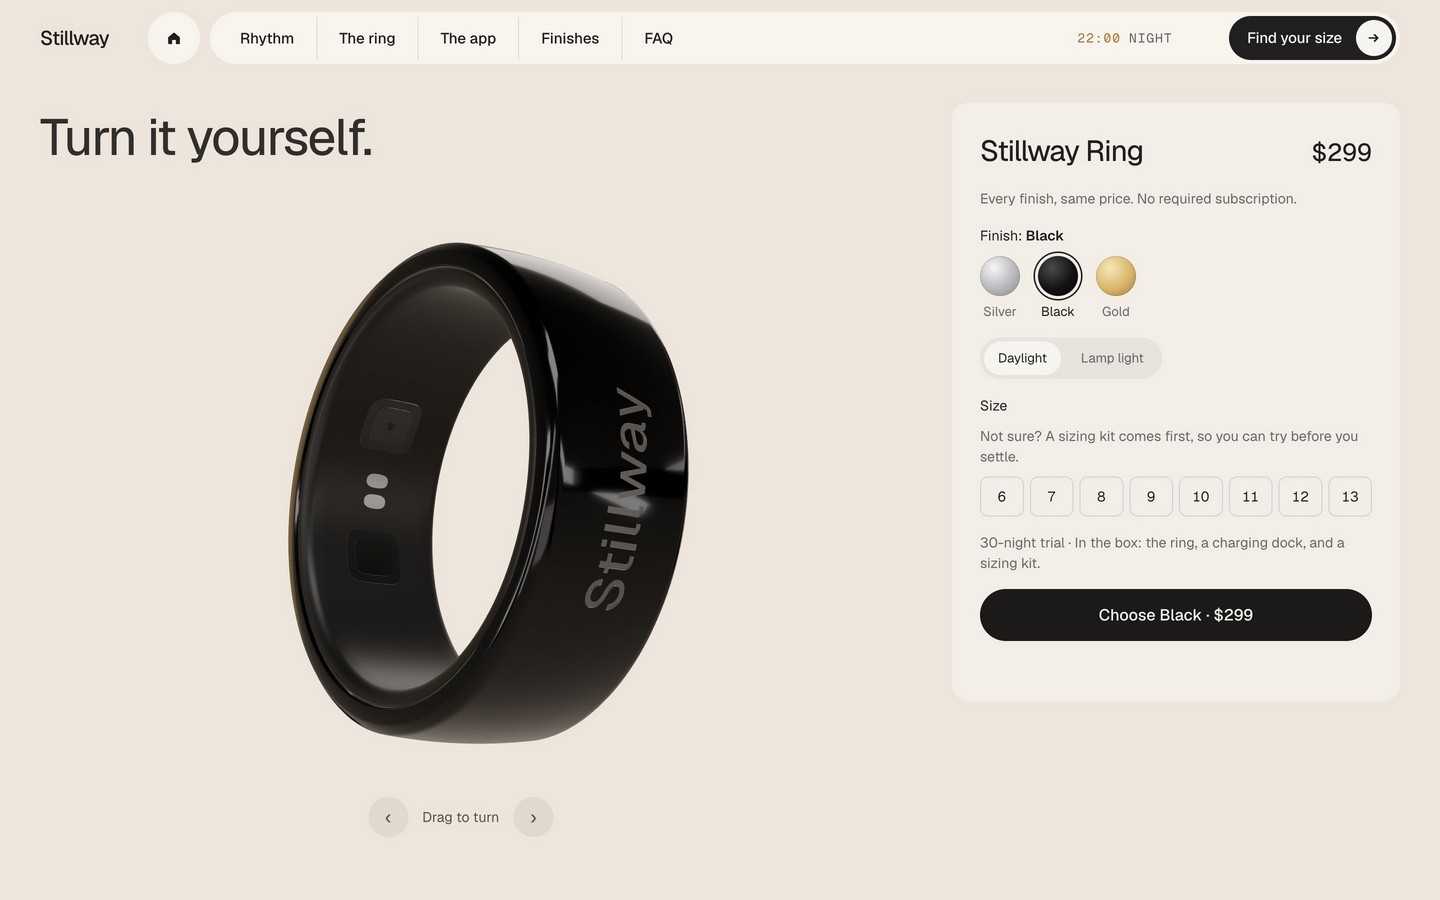 Stillway
Rhythm
The ring
The app
Finishes
FAQ
22:00 NIGHT
Find your size
Turn it yourself.
Stillway
Drag to turn
Stillway Ring
$299
Every finish, same price. No required subscription.
Finish: Black
Silver
Black
Gold
Daylight
Lamp light
Size
Not sure? A sizing kit comes first, so you can try before you
settle.
6
7
8
9
10
11
12
13
30-night trial · In the box: the ring, a charging dock, and a
sizing kit.
Choose Black · $299